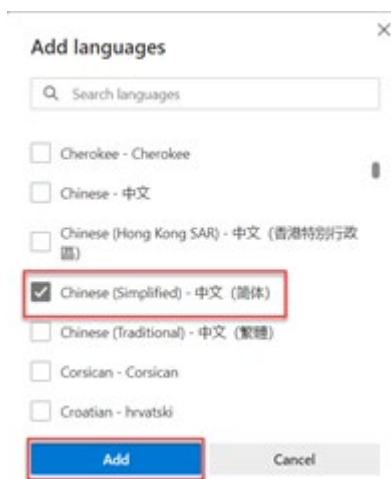 Add languages
Search languages
Cherokee - Cherokee
Chinese - 中文
Chinese (Hong Kong SAR) - 中文 (香港特别行政
區)
Chinese (Simplified) - 中文 (简体)
Chinese (Traditional) - 中文 (繁體)
Corsican - Corsican
Croatian - hrvatski
Add Cancel